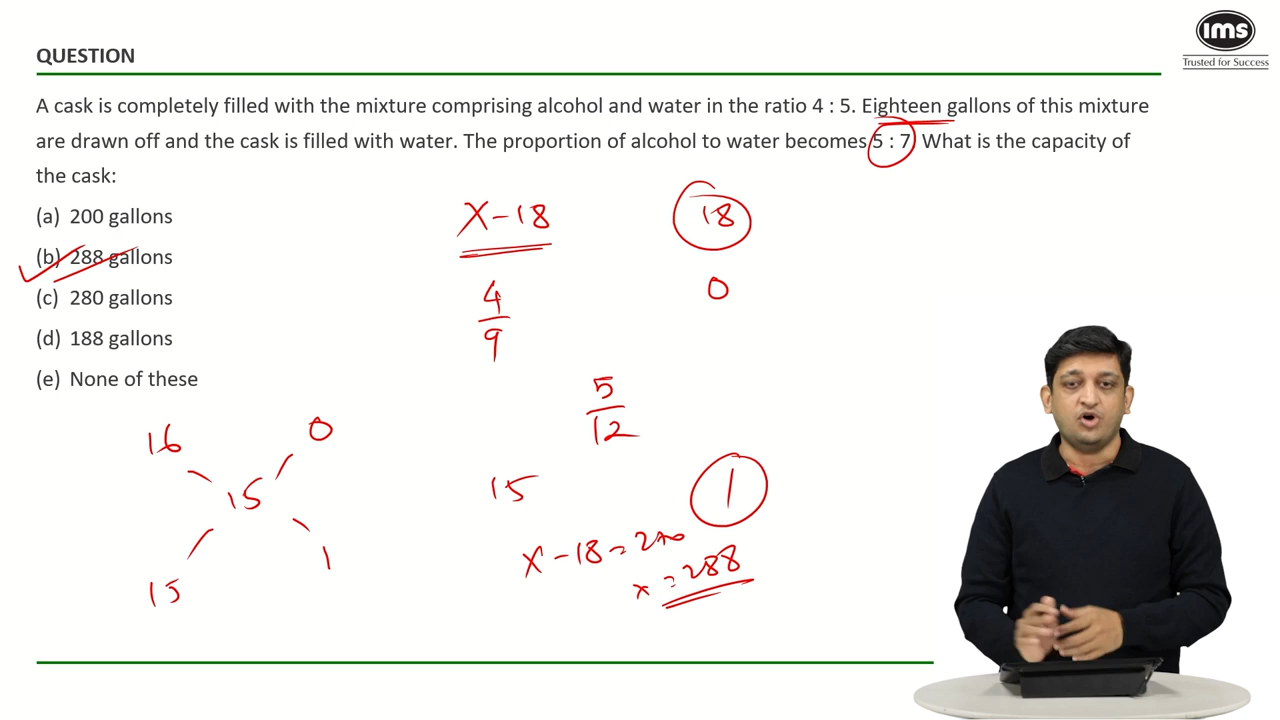 ims
Trusted for Success
QUESTION
A cask is completely filled with the mixture comprising alcohol and water in the ratio 4 : 5. Eighteen gallons of this mixture
are drawn off and the cask is filled with water. The proportion of alcohol to water becomes 5 : 7. What is the capacity of
the cask:
(a) 200 gallons
(b) 288 gallons
(c) 280 gallons
(d) 188 gallons
(e) None of these
X - 18
18
4
9
0
5
12
15
1
x - 18 = 270
x = 288
16
0
15
15
1